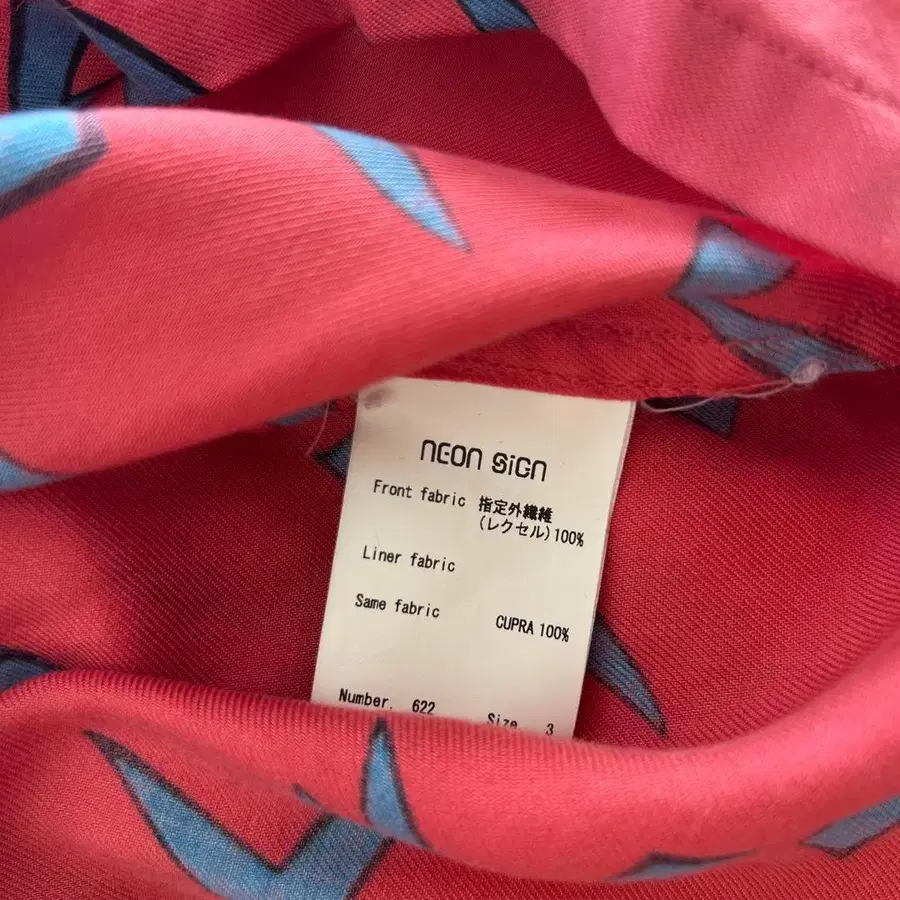 NEON SIGN
Front fabric 指定外繊維
(レクセル)100%
Liner fabric
Same fabric CUPRA 100%
Number. 622 Size 3